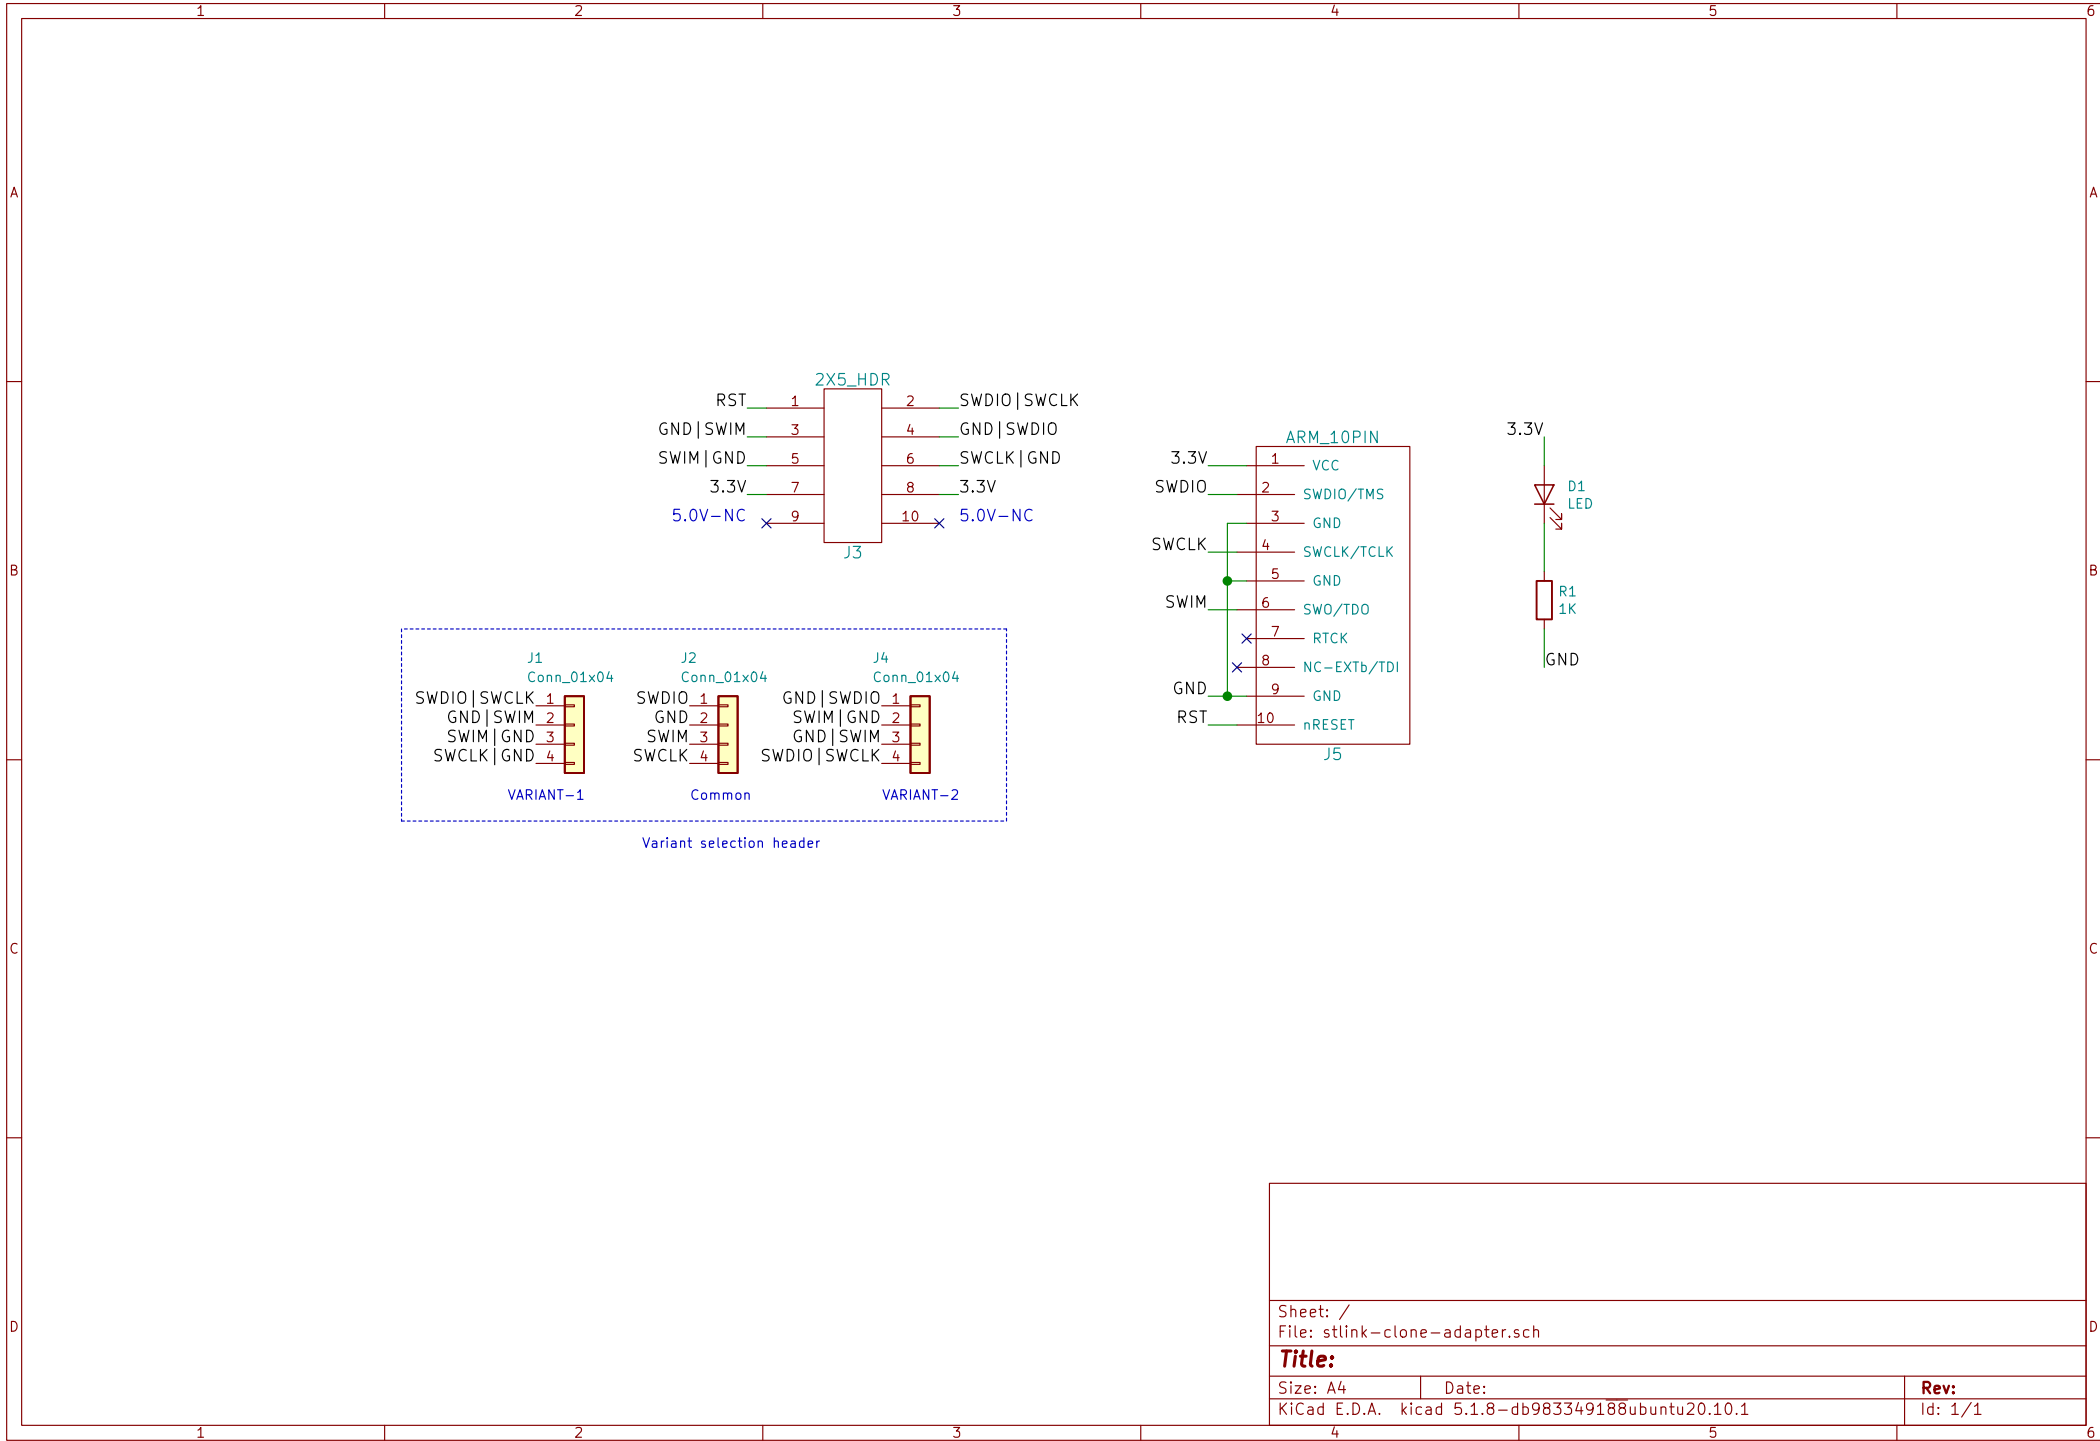 1 2 3 4 5 6
A A
2X5_HDR
RST 1 2 SWDIO|SWCLK
GND|SWIM 3 4 GND|SWDIO
SWIM|GND 5 6 SWCLK|GND
3.3V 7 8 3.3V
5.0V-NC 9 10 5.0V-NC
J3
ARM_10PIN
3.3V 1 VCC
SWDIO 2 SWDIO/TMS
3 GND
SWCLK 4 SWCLK/TCLK
5 GND
SWIM 6 SWO/TDO
7 RTCK
8 NC-EXTb/TDI
GND 9 GND
RST 10 nRESET
J5
3.3V
D1
LED
R1
1K
GND
B B
J1
Conn_01x04
SWDIO|SWCLK 1
GND|SWIM 2
SWIM|GND 3
SWCLK|GND 4
VARIANT-1
J2
Conn_01x04
SWDIO 1
GND 2
SWIM 3
SWCLK 4
Common
J4
Conn_01x04
GND|SWDIO 1
SWIM|GND 2
GND|SWIM 3
SWDIO|SWCLK 4
VARIANT-2
Variant selection header
C C
D D
Sheet: /
File: stlink-clone-adapter.sch
Title:
Size: A4 Date: Rev:
KiCad E.D.A. kicad 5.1.8-db98334918̅8̅ubuntu20.10.1 Id: 1/1
1 2 3 4 5 6